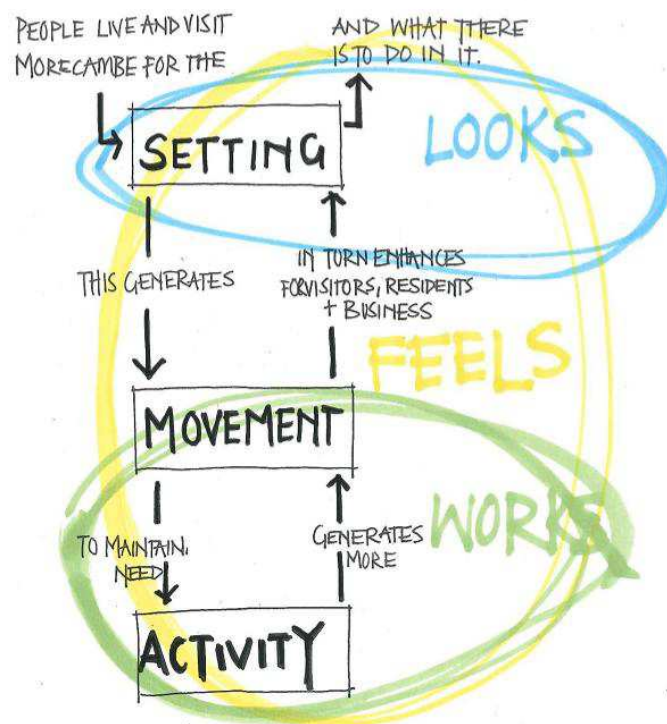 PEOPLE LIVE AND VISIT
MORECAMBE FOR THE
AND WHAT THERE
IS TO DO IN IT.
SETTING
LOOKS
THIS GENERATES
IN TORN ENHANCES
FOR VISITORS, RESIDENTS
+ BUSINESS
FEELS
MOVEMENT
WORKS
TO MAINTAIN,
NEED
GENERATES
MORE
ACTIVITY